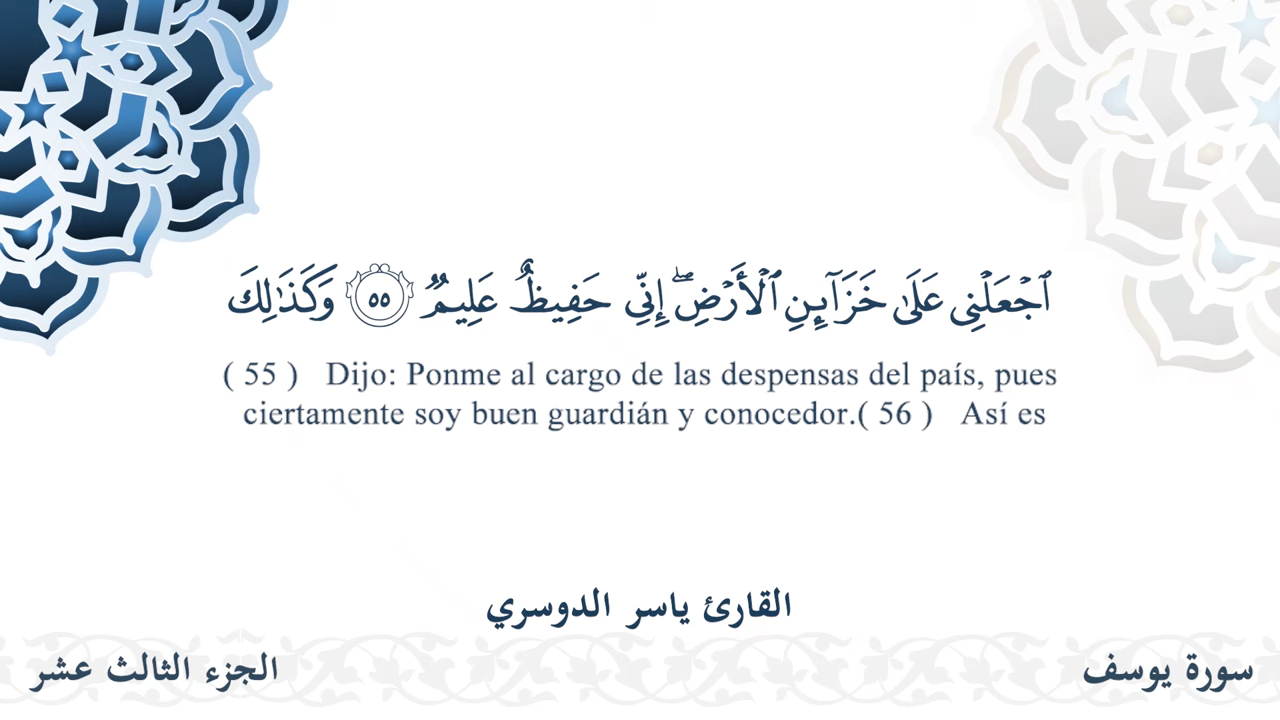 ٱجۡعَلۡنِي عَلَىٰ خَزَآئِنِ ٱلۡأَرۡضِۖ إِنِّي حَفِيظٌ عَلِيمٞ ٥٥ وَكَذَٰلِكَ
( 55 ) Dijo: Ponme al cargo de las despensas del país, pues
ciertamente soy buen guardián y conocedor.( 56 ) Así es
القارئ ياسر الدوسري
سورة يوسف
الجزء الثالث عشر